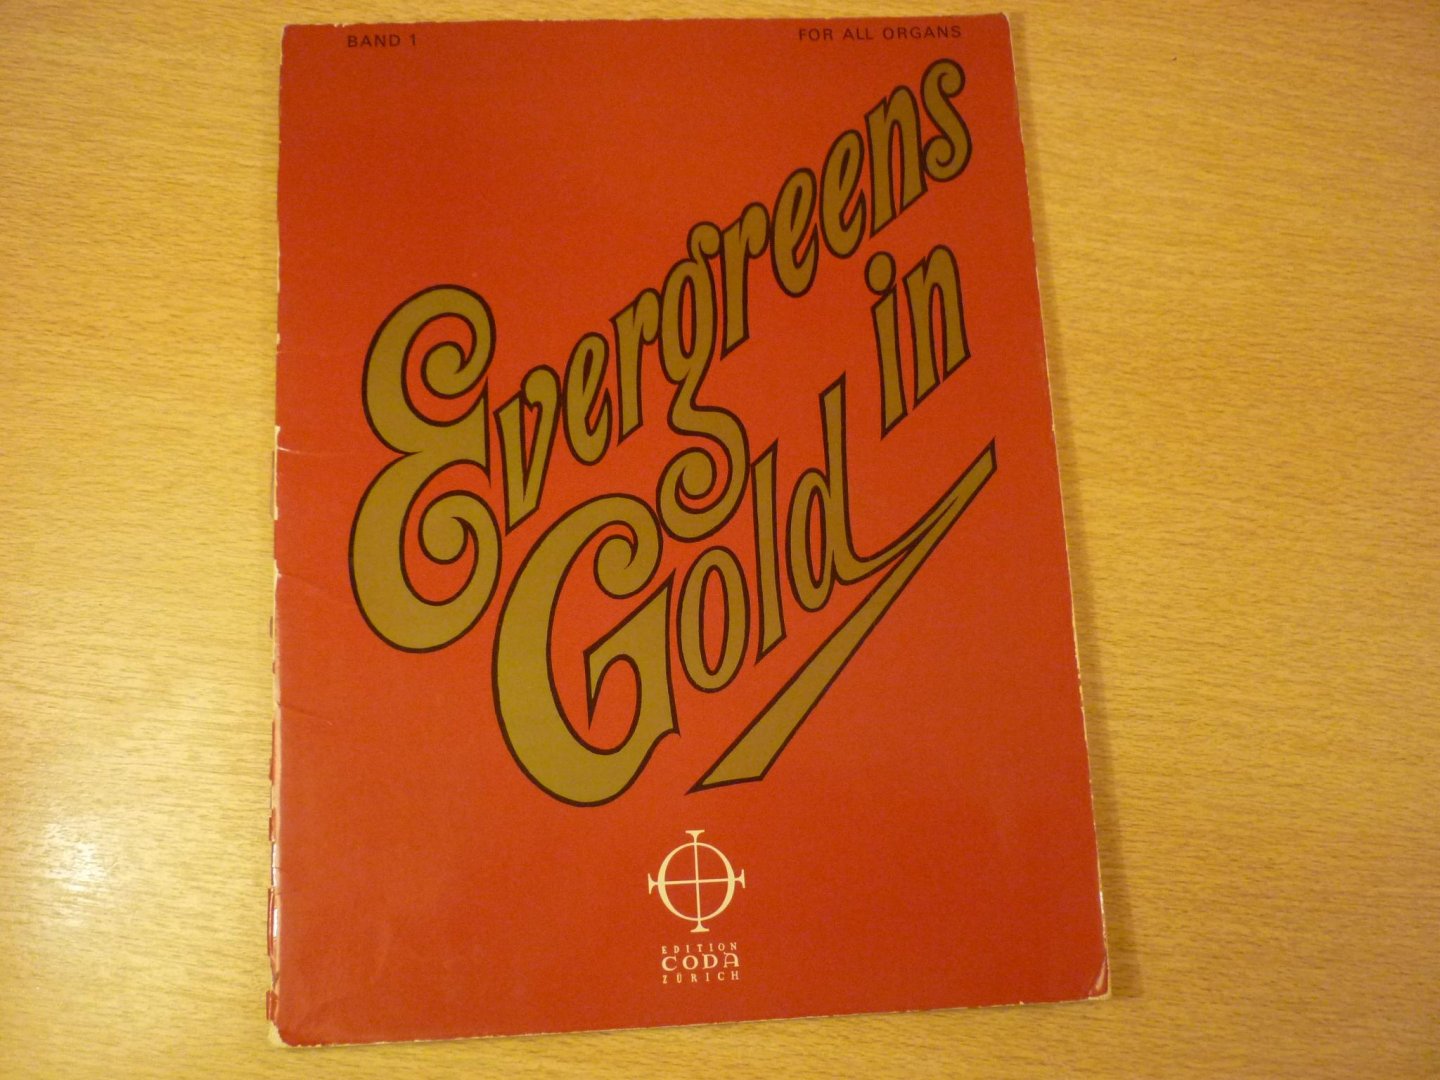 BAND 1
FOR ALL ORGANS
Evergreens
in
Gold
EDITION
CODA
ZÜRICH